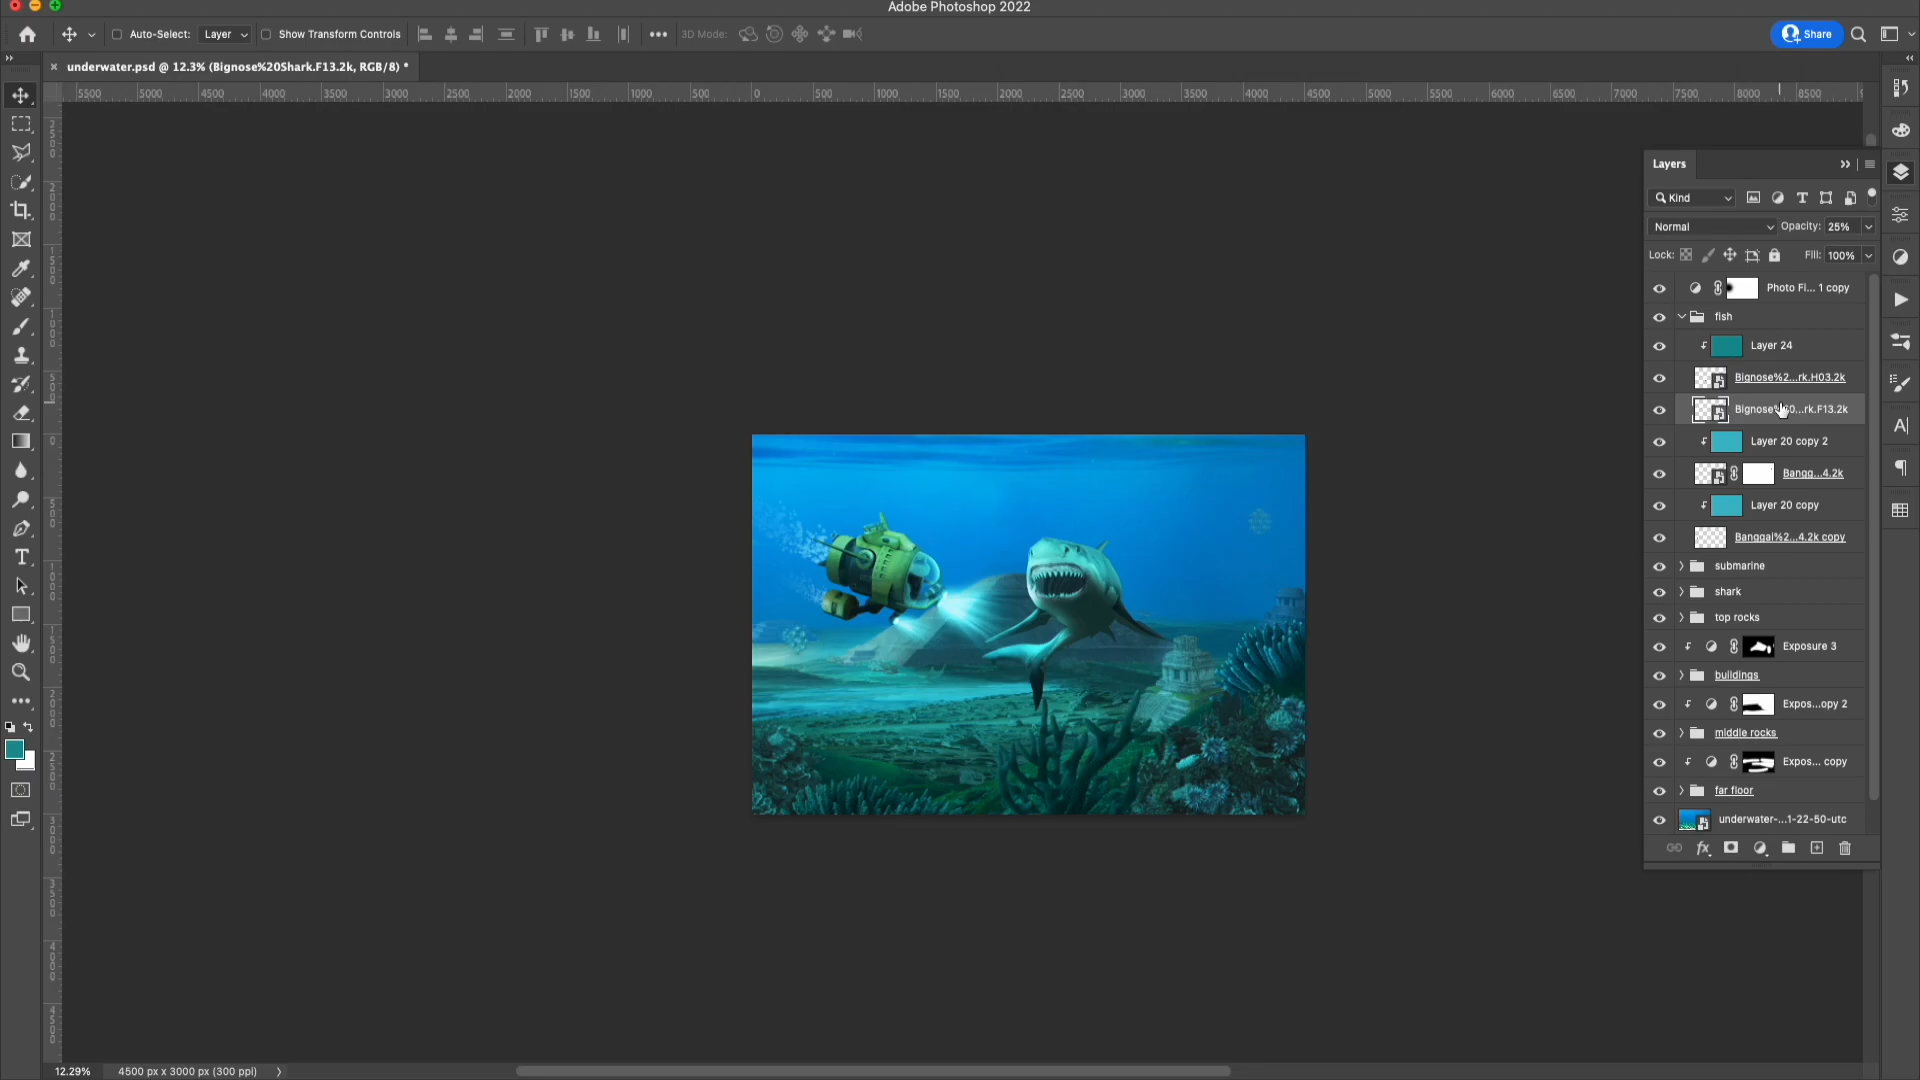 Adobe Photoshop 2022
Auto-Select: Layer Show Transform Controls 3D Mode: Share
underwater.psd @ 12.3% (Bignose%20Shark.F13.2k, RGB/8) *
5500 5000 4500 4000 3500 3000 2500 2000 1500 1000 500 0 500 1000 1500 2000 2500 3000 3500 4000 4500 5000 5500 6000 6500 7000 7500 8000 8500
Layers
Kind
Normal Opacity: 25%
Lock: Fill: 100%
Photo Fi... 1 copy
fish
Layer 24
Bignose%2...rk.H03.2k
Bignose%20...rk.F13.2k
Layer 20 copy 2
Bangg...4.2k
Layer 20 copy
Banggai%2...4.2k copy
submarine
shark
top rocks
Exposure 3
buildings
Expos...opy 2
middle rocks
Expos... copy
far floor
underwater-...1-22-50-utc
12.29% 4500 px x 3000 px (300 ppi)